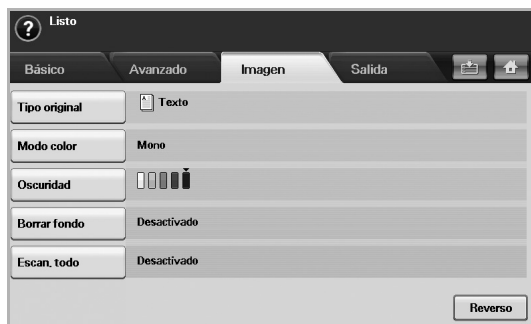 ? Listo
Básico Avanzado Imagen Salida
Tipo original Texto
Modo color Mono
Oscuridad
Borrar fondo Desactivado
Escan. todo Desactivado
Reverso